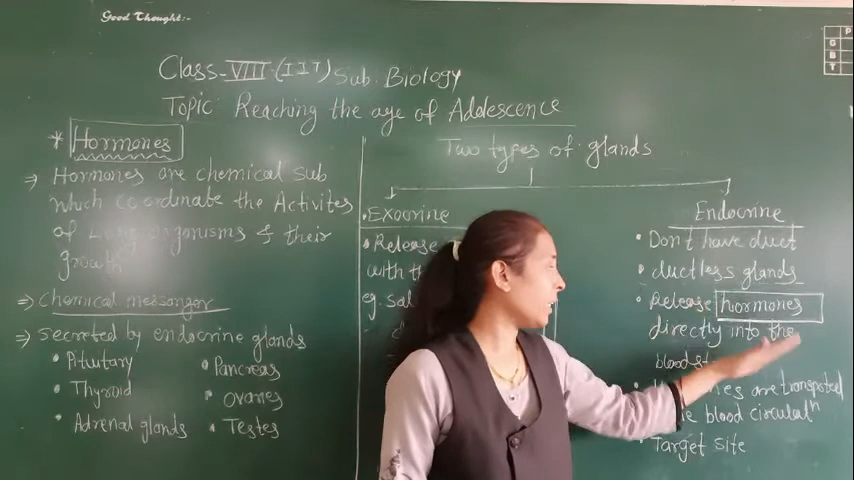 Good Thought:-
P
G
B
T
Class-VIII-(IIT) Sub. Biology
Topic: Reaching the age of Adolescence
* Hormones
⇒ Hormones are chemical sub
which coordinate the Activites
of organisms & their
growth
⇒ chemical messanger
⇒ secreted by endocrine glands
• Pituitary
• Thyroid
• Adrenal glands
• Pancreas
• Ovaries
• Testes
Two types of glands
• Exocrine
• Release
with th
eg. sal
Endocrine
• Don't have duct
• ductless glands
• Release hormones
directly into the
bloodst
are transported
blood circulatⁿ
• Target site